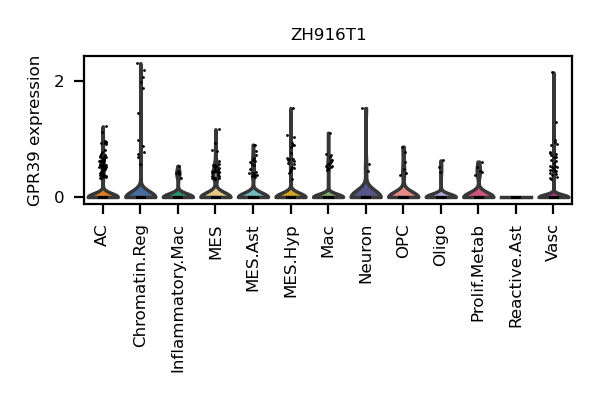 ZH916T1
GPR39 expression
2
0
AC
Chromatin.Reg
Inflammatory.Mac
MES
MES.Ast
MES.Hyp
Mac
Neuron
OPC
Oligo
Prolif.Metab
Reactive.Ast
Vasc